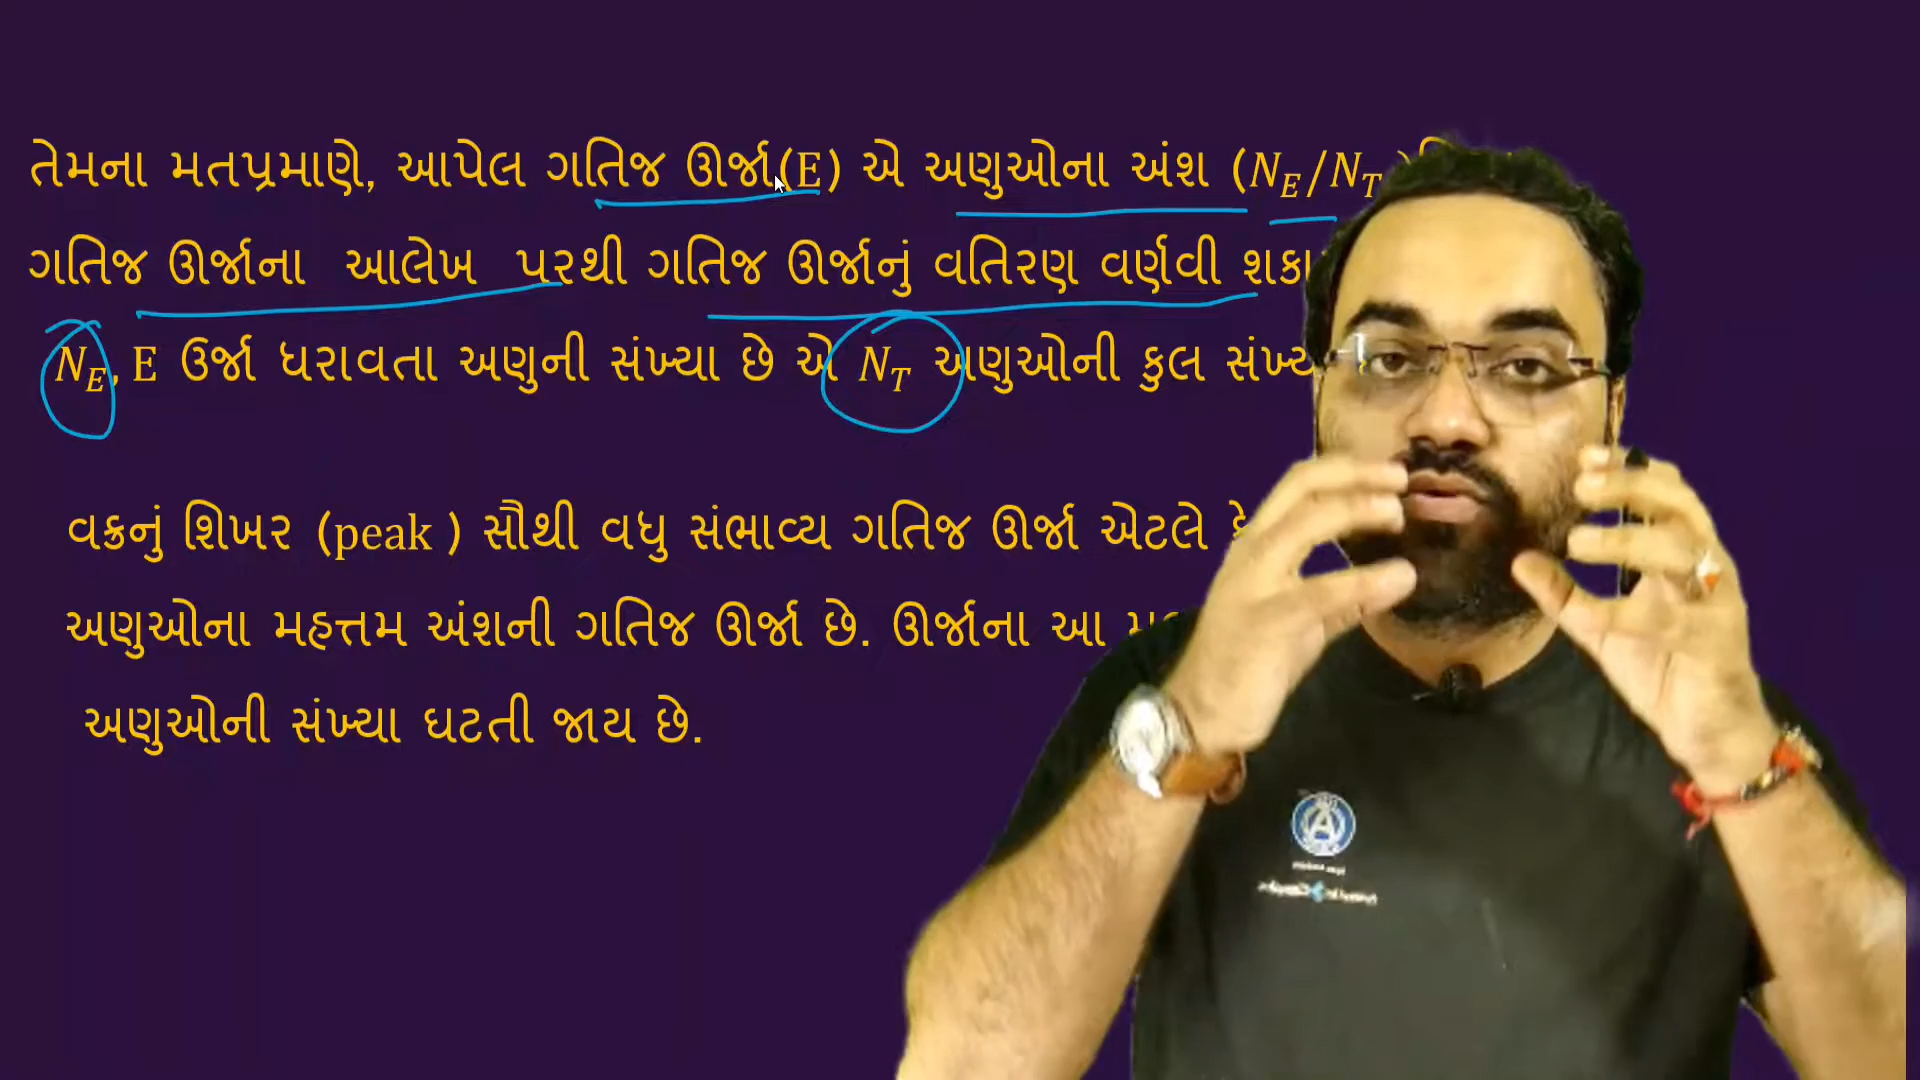 તેમના મતપ્રમાણે, આપેલ ગતિજ ઊર્જા(E) એ અણુઓના અંશ (N_E/N_T)
ગતિજ ઊર્જાના આલેખ પરથી ગતિજ ઊર્જાનું વતિરણ વર્ણવી
N_E, E ઉર્જા ધરાવતા અણુની સંખ્યા છે એ N_T અણુઓની કુલ
વક્રનું શિખર (peak ) સૌથી વધુ સંભાવ્ય ગતિજ ઊર્જા એટલે
અણુઓના મહત્તમ અંશની ગતિજ ઊર્જા છે. ઊર્જાના આ
અણુઓની સંખ્યા ઘટતી જાય છે.